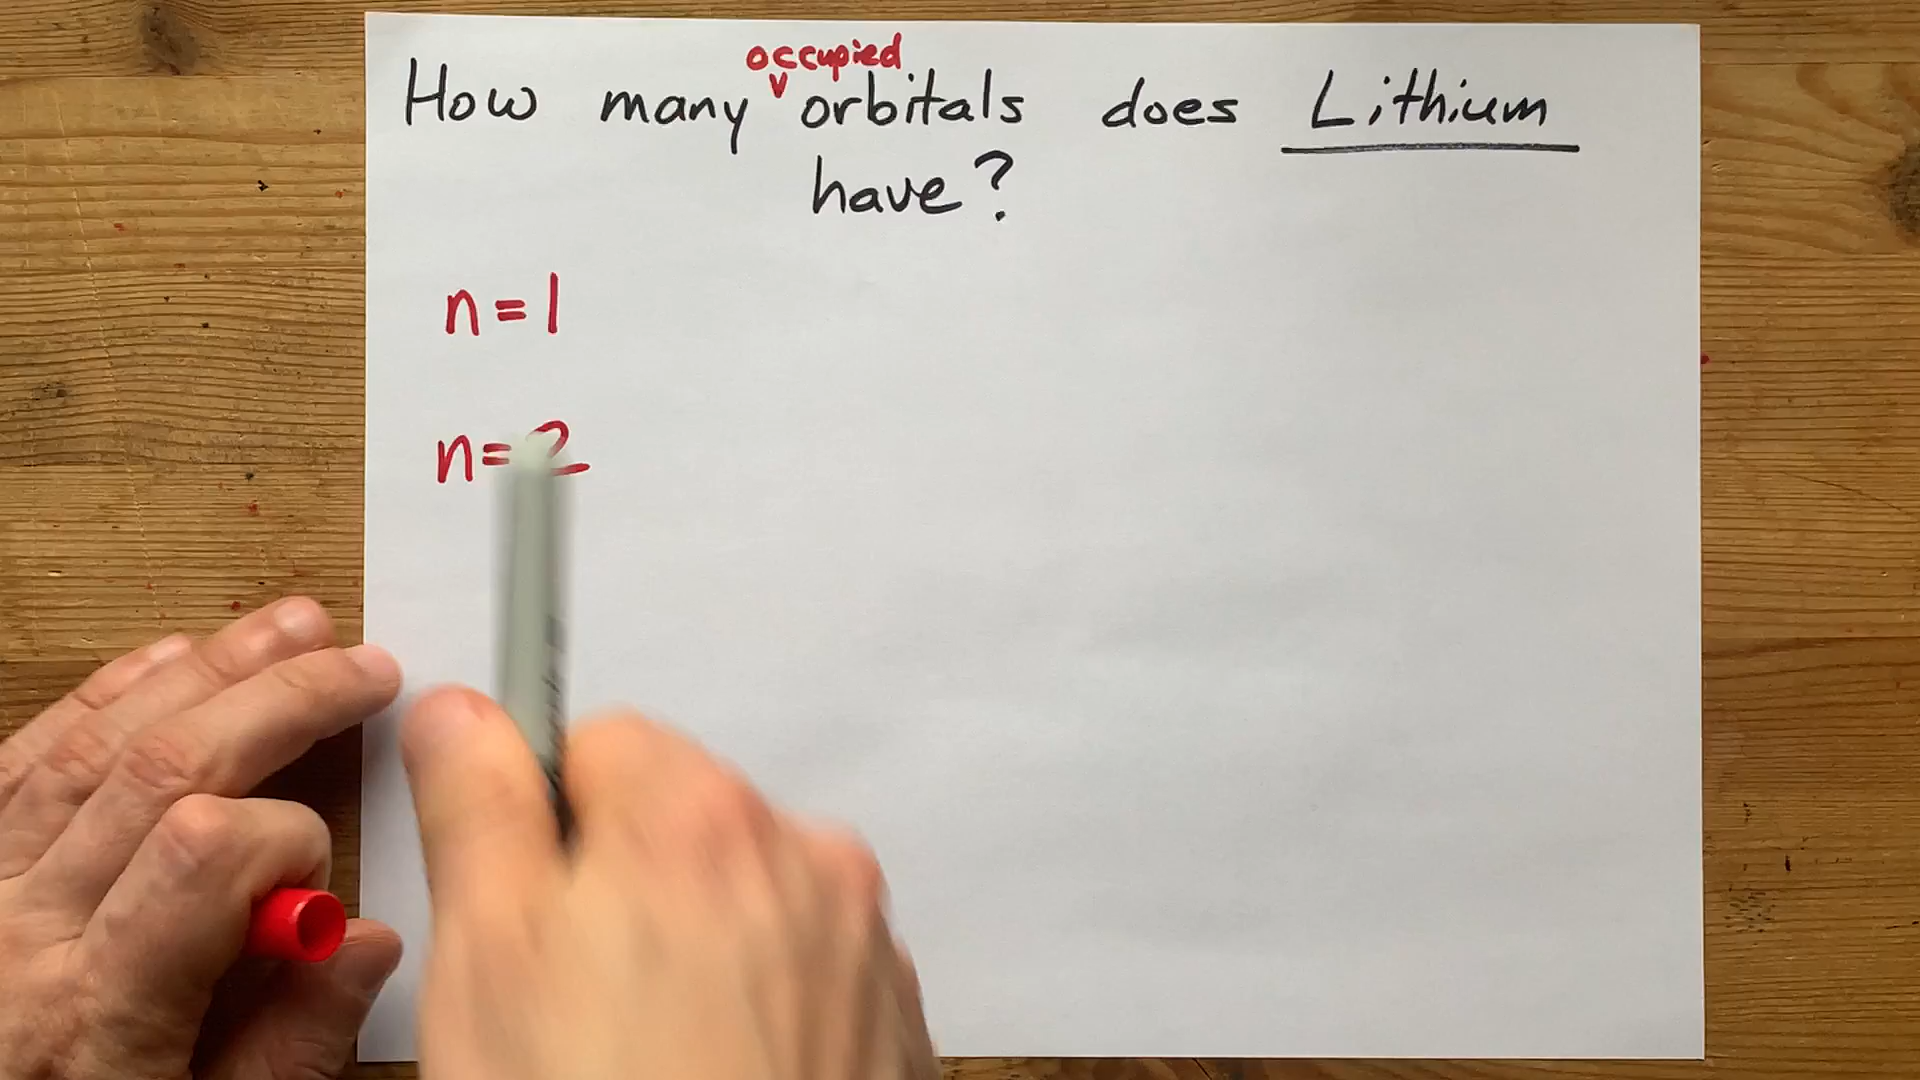 How many occupied orbitals does Lithium
have?
n=1
n=2